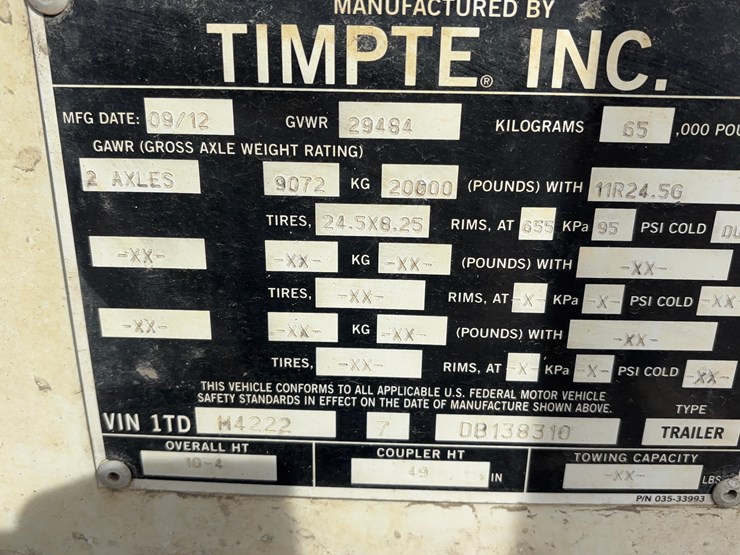 MANUFACTURED BY
TIMPTE® INC.
MFG DATE: 09/12 GVWR 29484 KILOGRAMS 65 ,000 POU
GAWR (GROSS AXLE WEIGHT RATING)
2 AXLES 9072 KG 20000 (POUNDS) WITH 11R24.5G
TIRES, 24.5X8.25 RIMS, AT 655 KPa 95 PSI COLD DU
-XX- -XX- KG -XX- (POUNDS) WITH -XX-
TIRES, -XX- RIMS, AT -X- KPa -X- PSI COLD -XX
-XX- -XX- KG -XX- (POUNDS) WITH -XX-
TIRES, -XX- RIMS, AT -X- KPa -X- PSI COLD -XX-
THIS VEHICLE CONFORMS TO ALL APPLICABLE U.S. FEDERAL MOTOR VEHICLE
SAFETY STANDARDS IN EFFECT ON THE DATE OF MANUFACTURE SHOWN ABOVE. TYPE
VIN 1TD H4222 7 DB138310 TRAILER
OVERALL HT COUPLER HT TOWING CAPACITY
10-4 49 IN -XX- LBS
P/N 035-33993